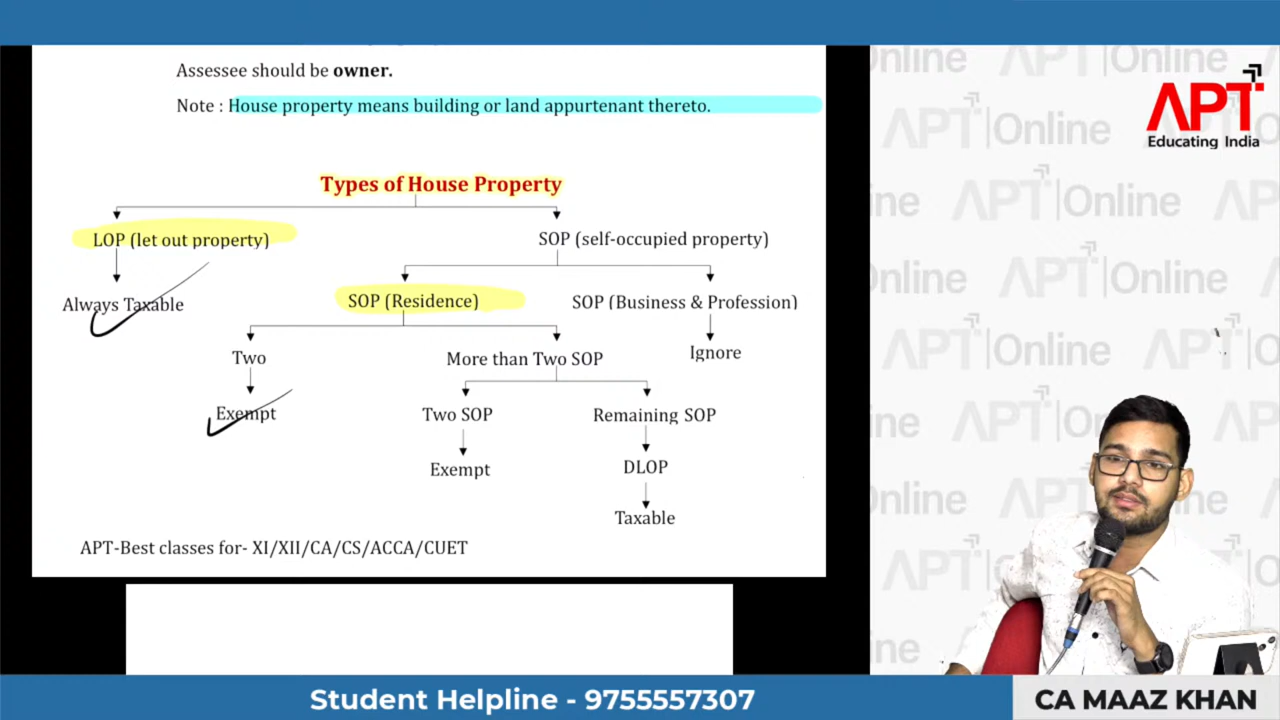 Assessee should be owner.
Note : House property means building or land appurtenant thereto.
Types of House Property
LOP (let out property)
SOP (self-occupied property)
Always Taxable
SOP (Residence)
SOP (Business & Profession)
Two
More than Two SOP
Ignore
Exempt
Two SOP
Remaining SOP
Exempt
DLOP
Taxable
APT-Best classes for- XI/XII/CA/CS/ACCA/CUET
APT
Educating India
APT|Online
Student Helpline - 9755557307
CA MAAZ KHAN